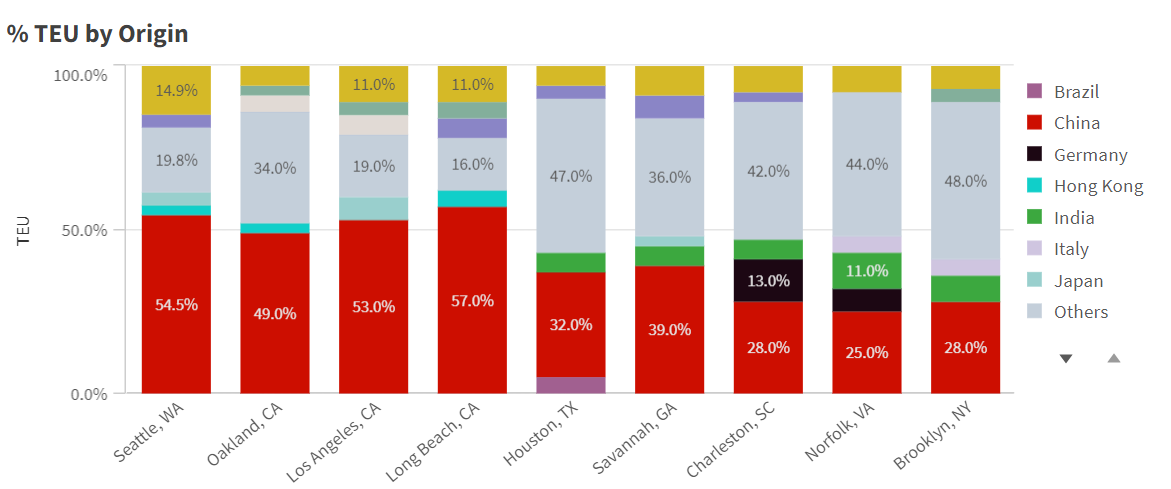 % TEU by Origin
100.0%
50.0%
0.0%
TEU
14.9%
19.8%
54.5%
34.0%
49.0%
11.0%
19.0%
53.0%
11.0%
16.0%
57.0%
47.0%
32.0%
36.0%
39.0%
42.0%
13.0%
28.0%
44.0%
11.0%
25.0%
48.0%
28.0%
Seattle, WA
Oakland, CA
Los Angeles, CA
Long Beach, CA
Houston, TX
Savannah, GA
Charleston, SC
Norfolk, VA
Brooklyn, NY
Brazil
China
Germany
Hong Kong
India
Italy
Japan
Others